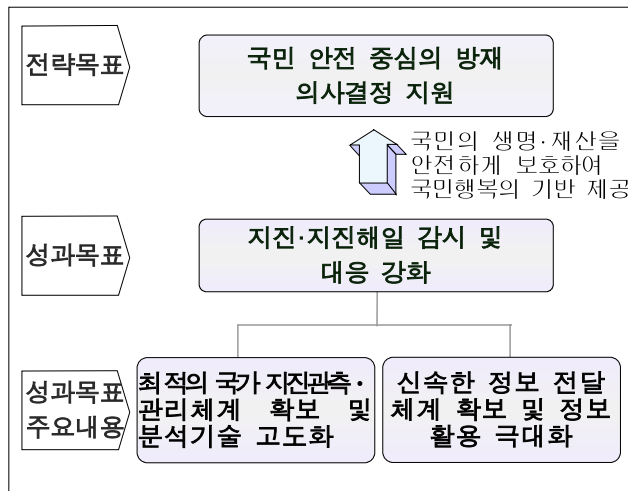 전략목표
국민 안전 중심의 방재
의사결정 지원
국민의 생명·재산을
안전하게 보호하여
국민행복의 기반 제공
성과목표
지진·지진해일 감시 및
대응 강화
성과목표
주요내용
최적의 국가 지진관측·
관리체계 확보 및
분석기술 고도화
신속한 정보 전달
체계 확보 및 정보
활용 극대화